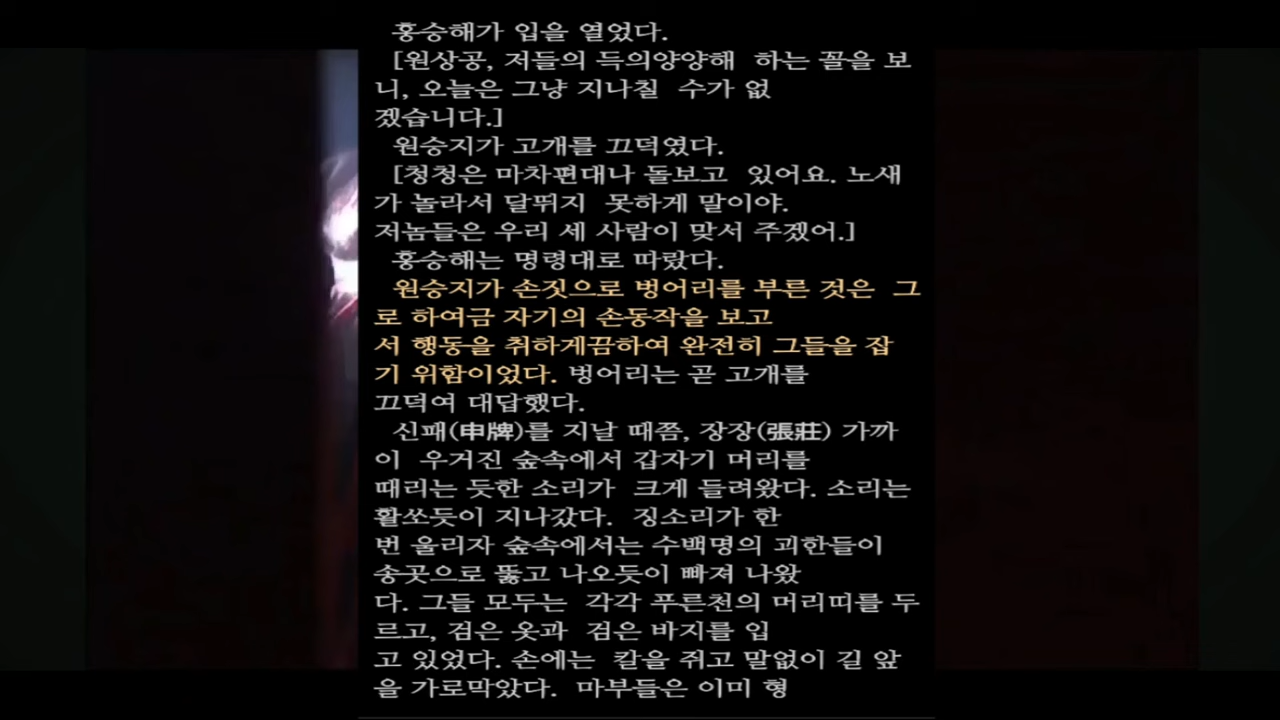 홍승해가 입을 열었다.
[원상공, 저들의 득의양양해 하는 꼴을 보
니, 오늘은 그냥 지나칠 수가 없
겠습니다.]
원승지가 고개를 끄덕였다.
[청청은 마차편대나 돌보고 있어요. 노새
가 놀라서 달뛰지 못하게 말이야.
저놈들은 우리 세 사람이 맞서 주겠어.]
홍승해는 명령대로 따랐다.
원승지가 손짓으로 벙어리를 부른 것은 그
로 하여금 자기의 손동작을 보고
서 행동을 취하게끔하여 완전히 그들을 잡
기 위함이었다. 벙어리는 곧 고개를
끄덕여 대답했다.
신패(申牌)를 지날 때쯤, 장장(張莊) 가까
이 우거진 숲속에서 갑자기 머리를
때리는 듯한 소리가 크게 들려왔다. 소리는
활쏘듯이 지나갔다. 징소리가 한
번 울리자 숲속에서는 수백명의 괴한들이
송곳으로 뚫고 나오듯이 빠져 나왔
다. 그들 모두는 각각 푸른천의 머리띠를 두
르고, 검은 옷과 검은 바지를 입
고 있었다. 손에는 칼을 쥐고 말없이 길 앞
을 가로막았다. 마부들은 이미 형